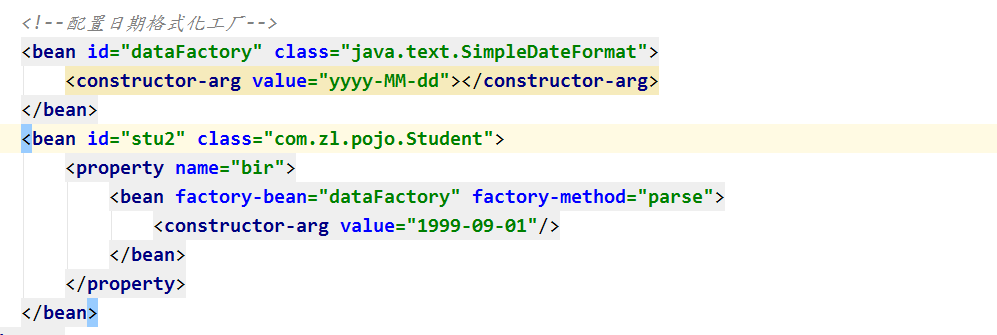 <!--配置日期格式化工厂-->
<bean id="dataFactory" class="java.text.SimpleDateFormat">
<constructor-arg value="yyyy-MM-dd"></constructor-arg>
</bean>
<bean id="stu2" class="com.zl.pojo.Student">
<property name="bir">
<bean factory-bean="dataFactory" factory-method="parse">
<constructor-arg value="1999-09-01"/>
</bean>
</property>
</bean>